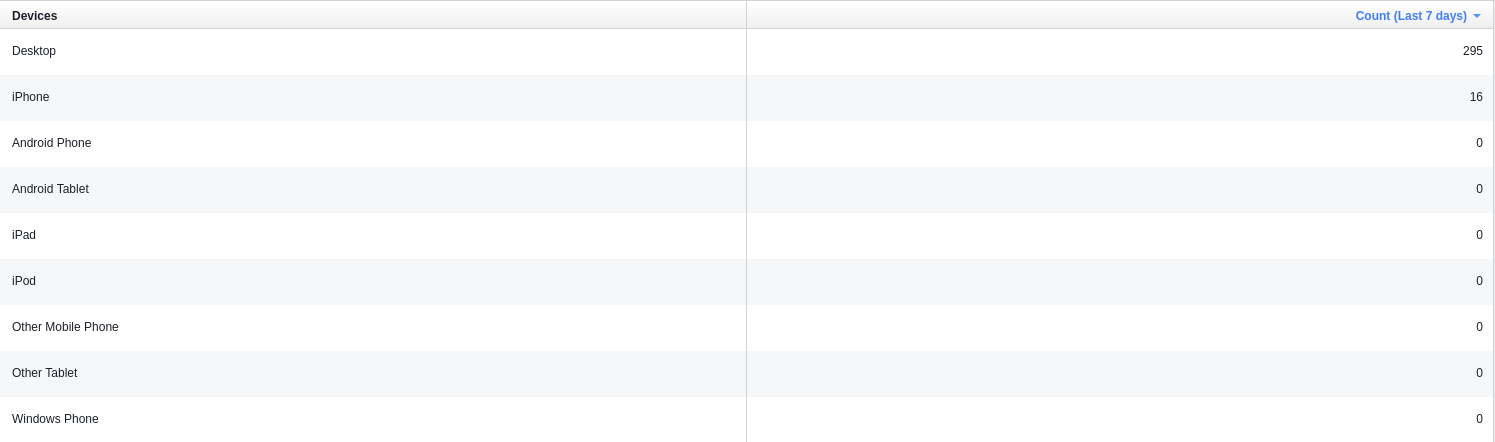 Devices Count (Last 7 days)
Desktop 295
iPhone 16
Android Phone 0
Android Tablet 0
iPad 0
iPod 0
Other Mobile Phone 0
Other Tablet 0
Windows Phone 0